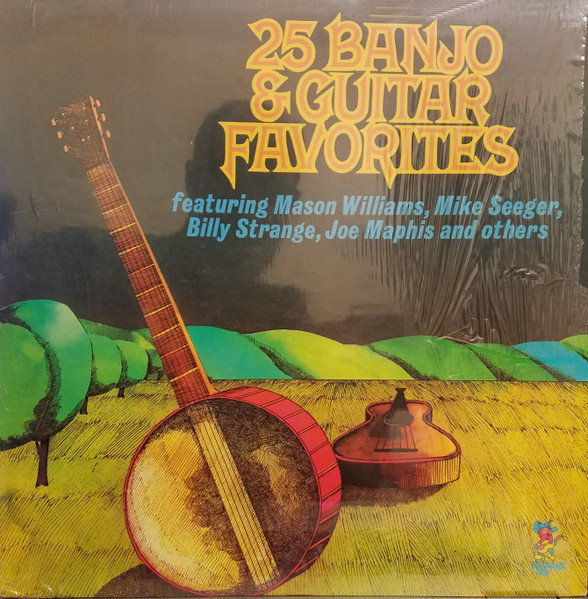 25 BANJO
& GUITAR
FAVORITES
featuring Mason Williams, Mike Seeger,
Billy Strange, Joe Maphis and others